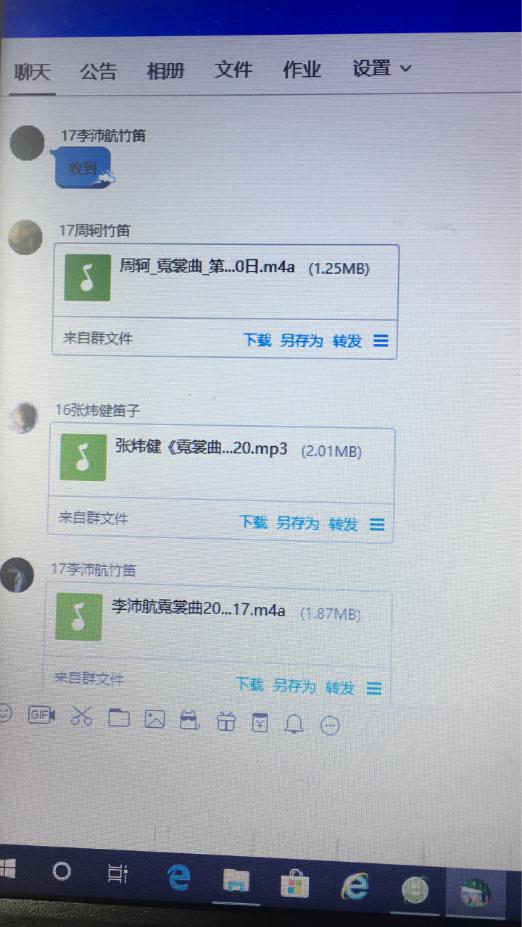 聊天 公告 相册 文件 作业 设置
17李沛航竹笛
收到
17周轲竹笛
周轲_霓裳曲_第...0日.m4a (1.25MB)
来自群文件 下载 另存为 转发
16张炜健笛子
张炜健《霓裳曲...20.mp3 (2.01MB)
来自群文件 下载 另存为 转发
17李沛航竹笛
李沛航霓裳曲20...17.m4a (1.87MB)
来自群文件 下载 另存为 转发
GIF